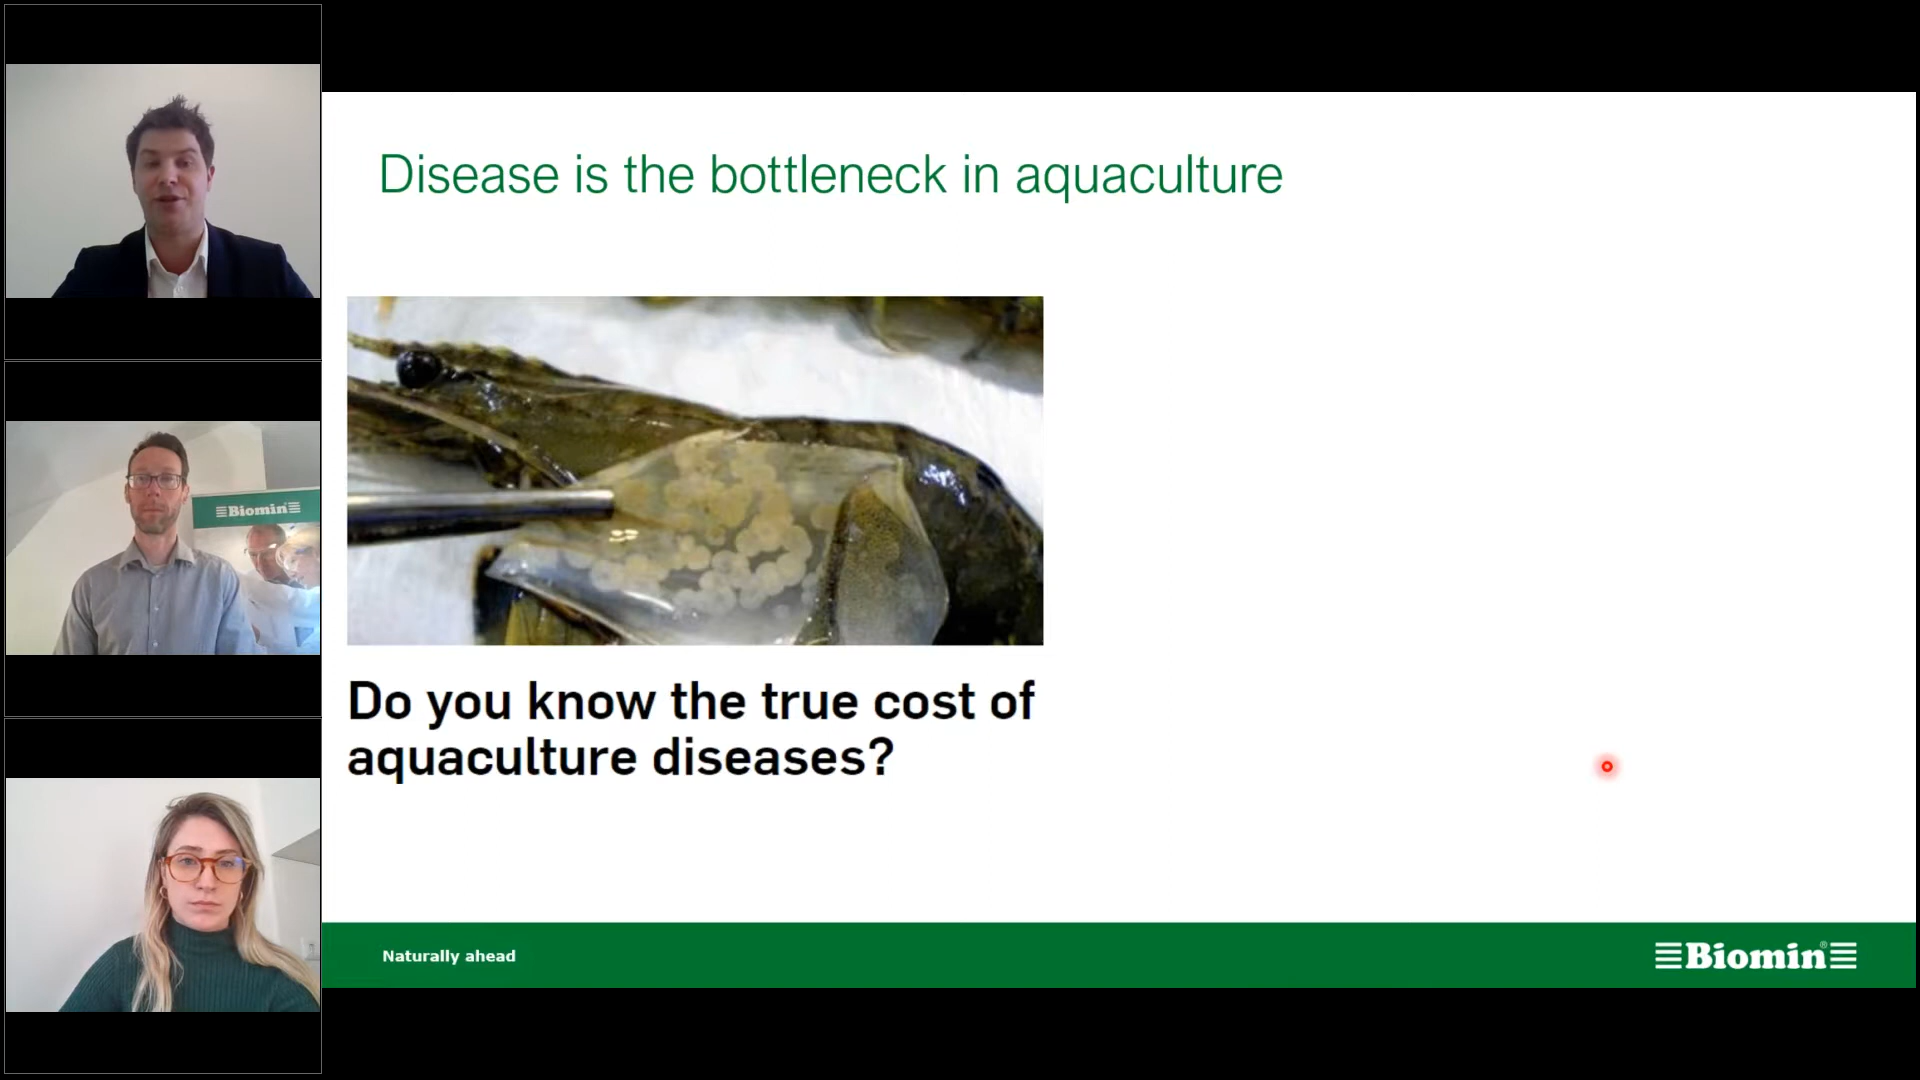 Disease is the bottleneck in aquaculture
Biomin
Do you know the true cost of
aquaculture diseases?
Naturally ahead
Biomin®